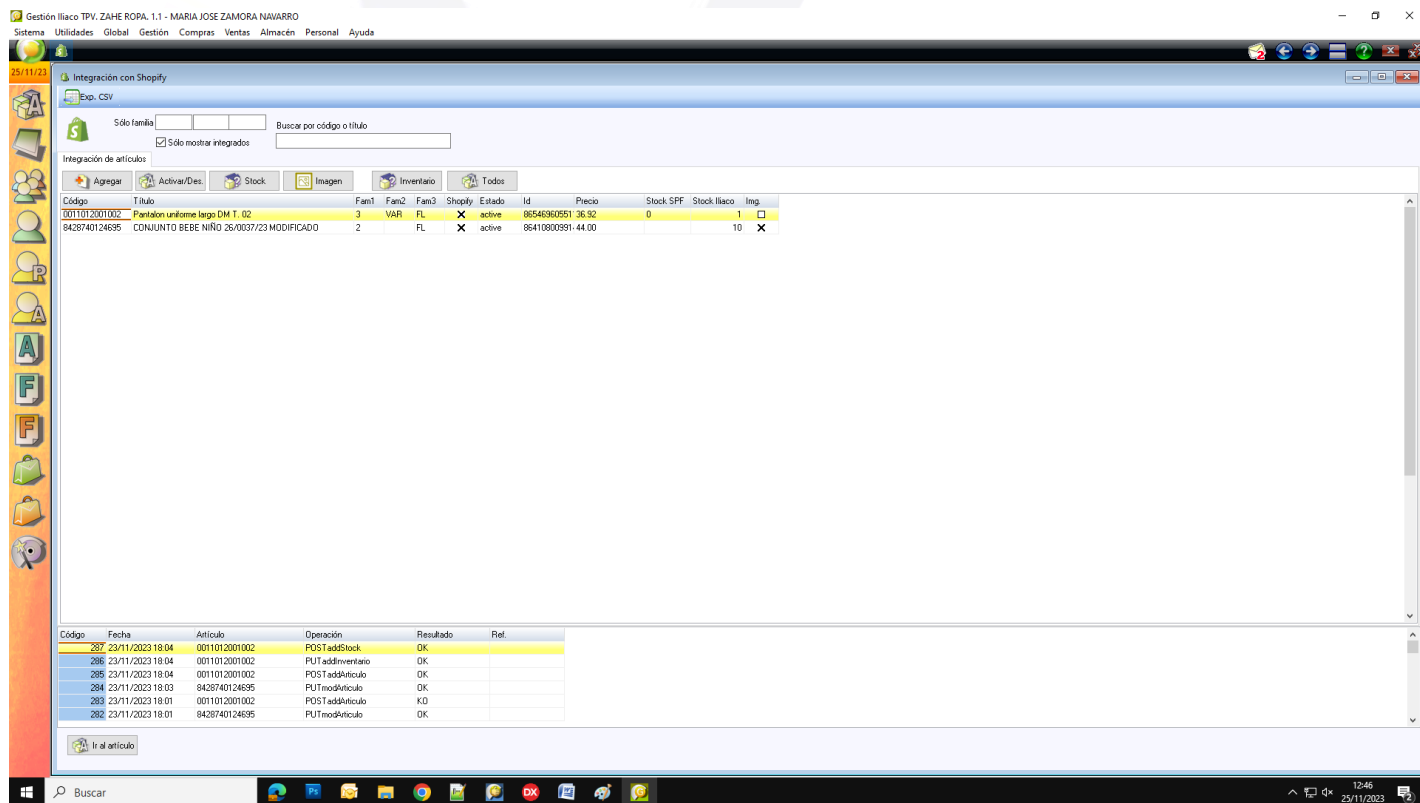 Gestión Iliaco TPV. ZAHE ROPA. 1.1 - MARIA JOSE ZAMORA NAVARRO
Sistema Utilidades Global Gestión Compras Ventas Almacén Personal Ayuda
25/11/23
Integración con Shopify
Exp. CSV
Sólo familia
Buscar por código o título
Sólo mostrar integrados
Integración de artículos
Agregar Activar/Des. Stock Imagen Inventario Todos
Código Título Fam1 Fam2 Fam3 Shopify Estado Id Precio Stock SPF Stock Iliaco Img.
0011012001002 Pantalon uniforme largo DM T. 02 3 VAR FL active 86546960551 36.92 0 1
8428740124695 CONJUNTO BEBE NIÑO 26/0037/23 MODIFICADO 2 FL active 86410800991 44.00 10
Código Fecha Artículo Operación Resultado Ref.
287 23/11/2023 18:04 0011012001002 POSTaddStock OK
286 23/11/2023 18:04 0011012001002 PUTaddInventario OK
285 23/11/2023 18:04 0011012001002 POSTaddArticulo OK
284 23/11/2023 18:03 8428740124695 PUTmodArticulo OK
283 23/11/2023 18:01 0011012001002 POSTaddArticulo KO
282 23/11/2023 18:01 8428740124695 PUTmodArticulo OK
Ir al artículo
Buscar
12:46
25/11/2023